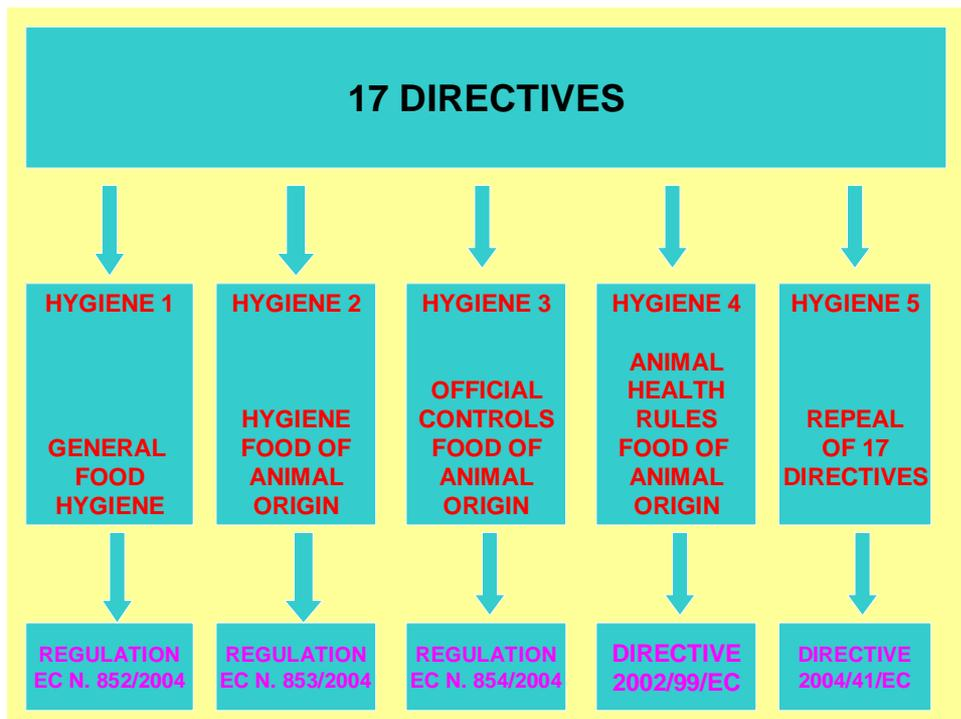 17 DIRECTIVES
HYGIENE 1
GENERAL
FOOD
HYGIENE
HYGIENE 2
HYGIENE
FOOD OF
ANIMAL
ORIGIN
HYGIENE 3
OFFICIAL
CONTROLS
FOOD OF
ANIMAL
ORIGIN
HYGIENE 4
ANIMAL
HEALTH
RULES
FOOD OF
ANIMAL
ORIGIN
HYGIENE 5
REPEAL
OF 17
DIRECTIVES
REGULATION
EC N. 852/2004
REGULATION
EC N. 853/2004
REGULATION
EC N. 854/2004
DIRECTIVE
2002/99/EC
DIRECTIVE
2004/41/EC